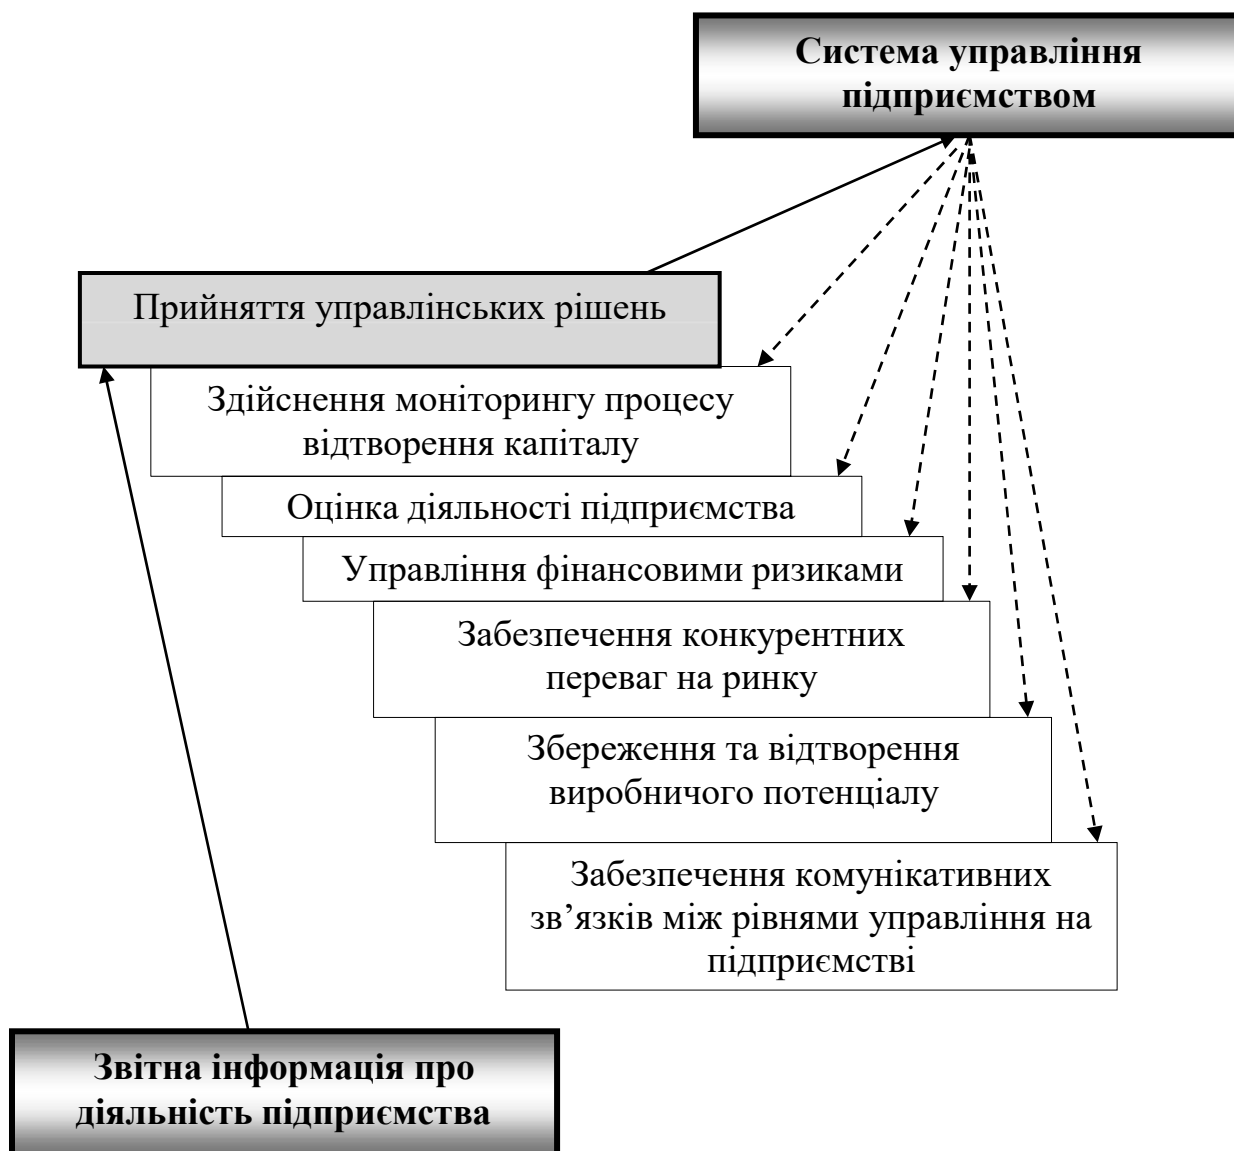 Система управління
підприємством
Прийняття управлінських рішень
Здійснення моніторингу процесу
відтворення капіталу
Оцінка діяльності підприємства
Управління фінансовими ризиками
Забезпечення конкурентних
переваг на ринку
Збереження та відтворення
виробничого потенціалу
Забезпечення комунікативних
зв’язків між рівнями управління на
підприємстві
Звітна інформація про
діяльність підприємства